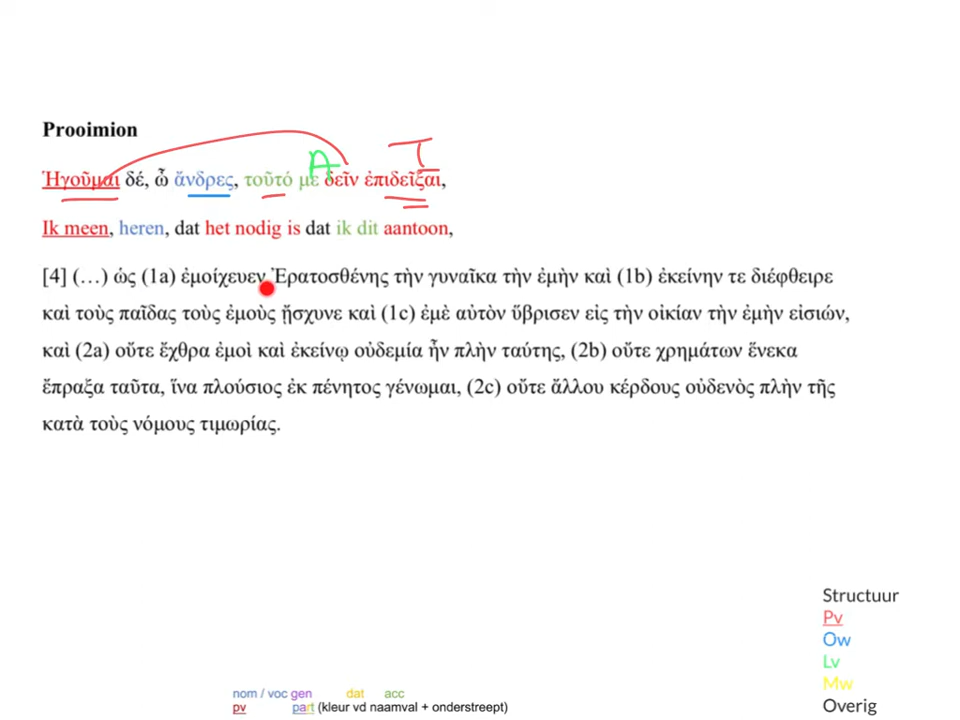 Prooimion
A I
Ἡγοῦμαι δέ, ὦ ἄνδρες, τοῦτό με δεῖν ἐπιδεῖξαι,
Ik meen, heren, dat het nodig is dat ik dit aantoon,
[4] (…) ὡς (1a) ἐμοίχευεν Ἐρατοσθένης τὴν γυναῖκα τὴν ἐμὴν καὶ (1b) ἐκείνην τε διέφθειρε
καὶ τοὺς παῖδας τοὺς ἐμοὺς ᾔσχυνε καὶ (1c) ἐμὲ αὐτὸν ὕβρισεν εἰς τὴν οἰκίαν τὴν ἐμὴν εἰσιών,
καὶ (2a) οὔτε ἔχθρα ἐμοὶ καὶ ἐκείνῳ οὐδεμία ἦν πλὴν ταύτης, (2b) οὔτε χρημάτων ἕνεκα
ἔπραξα ταῦτα, ἵνα πλούσιος ἐκ πένητος γένωμαι, (2c) οὔτε ἄλλου κέρδους οὐδενὸς πλὴν τῆς
κατὰ τοὺς νόμους τιμωρίας.
Structuur
Pv
Ow
Lv
Mw
Overig
nom / voc gen dat acc
pv part (kleur vd naamval + onderstreept)